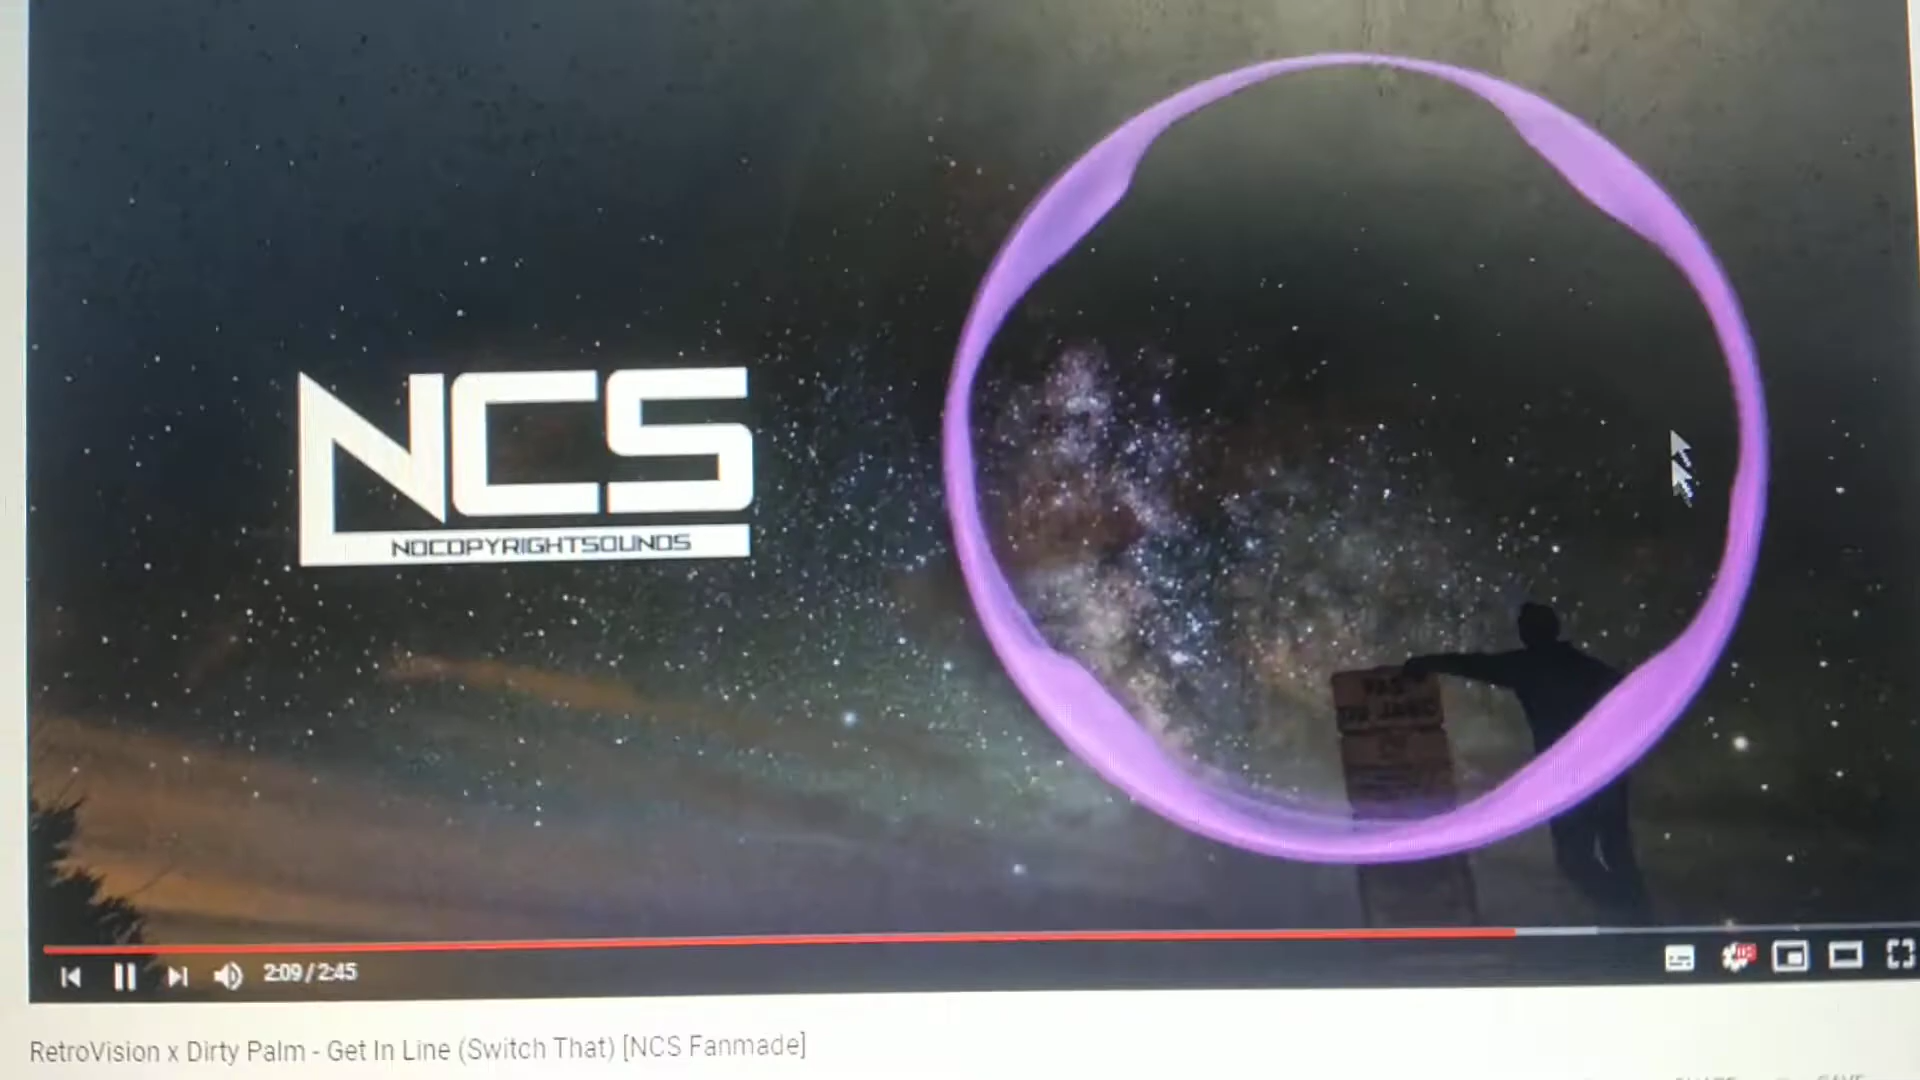 NCS
NOCOPYRIGHTSOUNDS
2:09 / 2:45
RetroVision x Dirty Palm - Get In Line (Switch That) [NCS Fanmade]